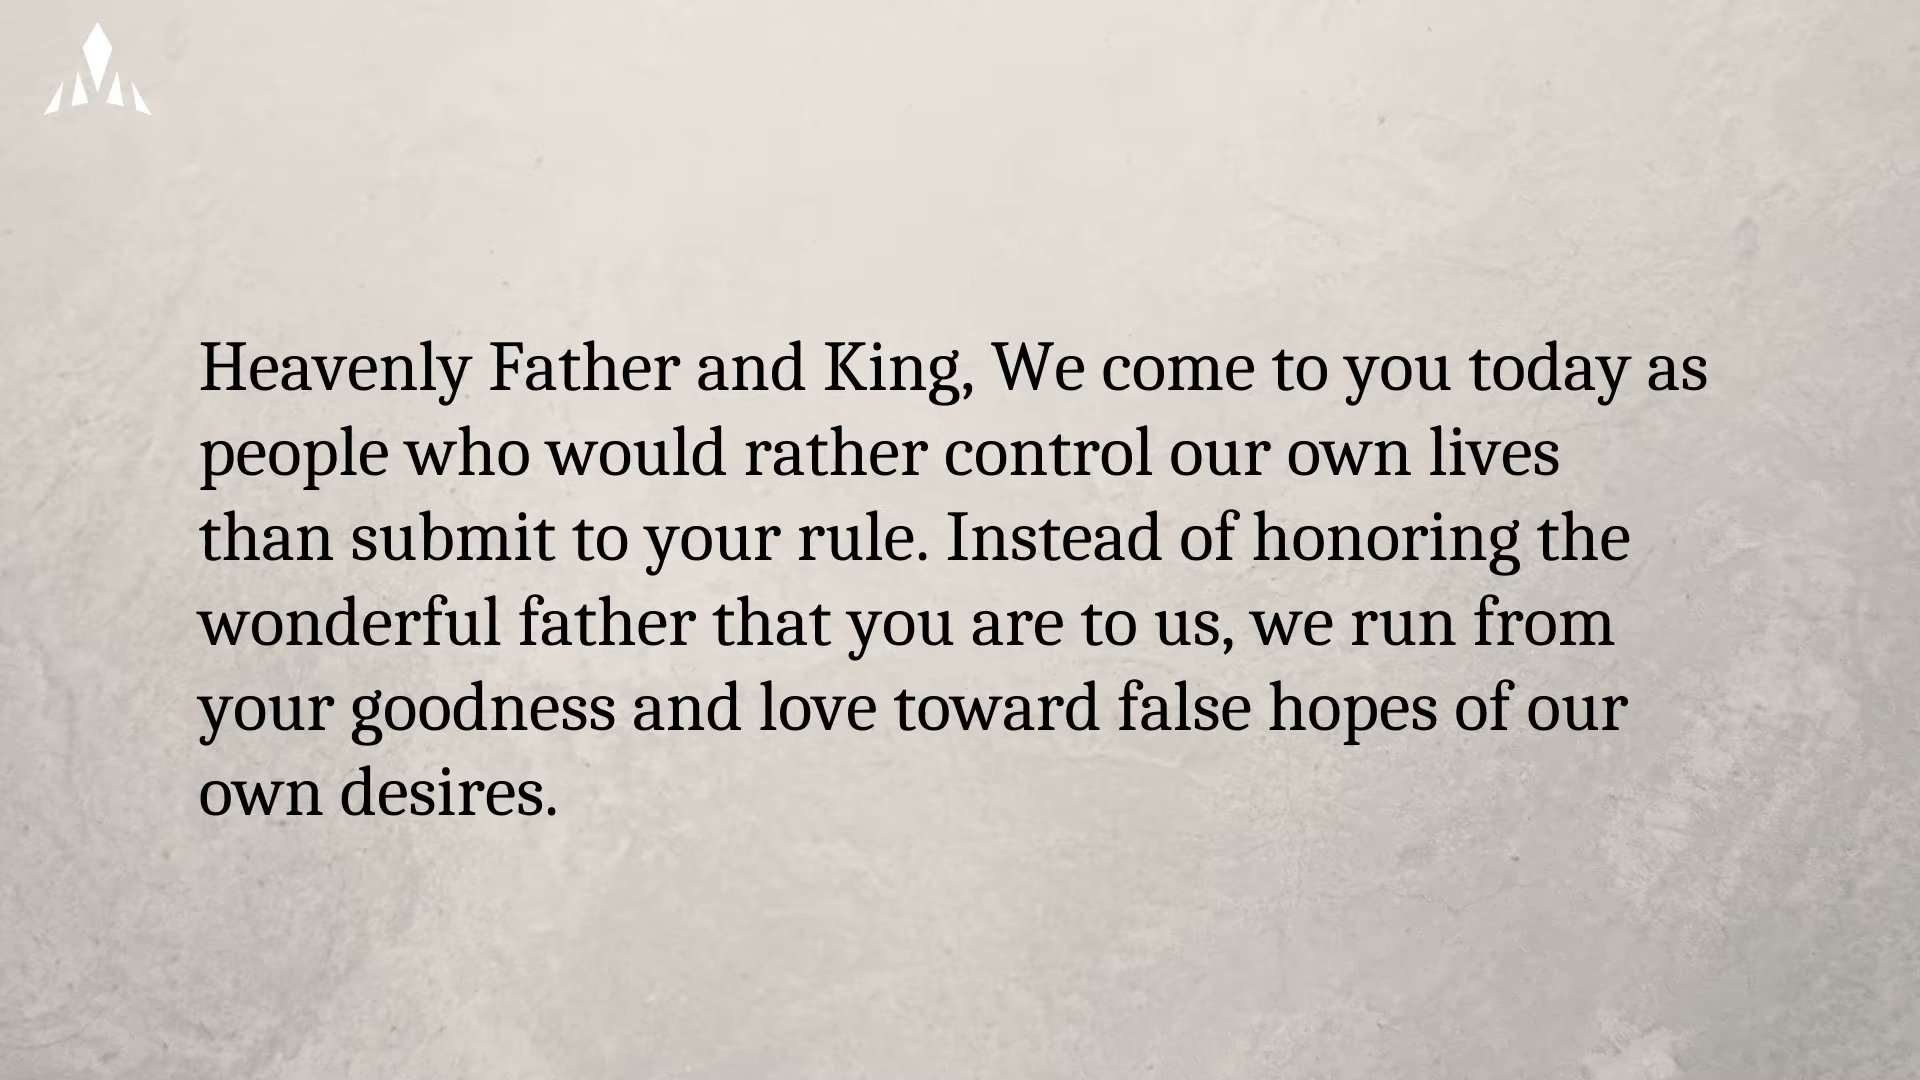 Heavenly Father and King, We come to you today as
people who would rather control our own lives
than submit to your rule. Instead of honoring the
wonderful father that you are to us, we run from
your goodness and love toward false hopes of our
own desires.